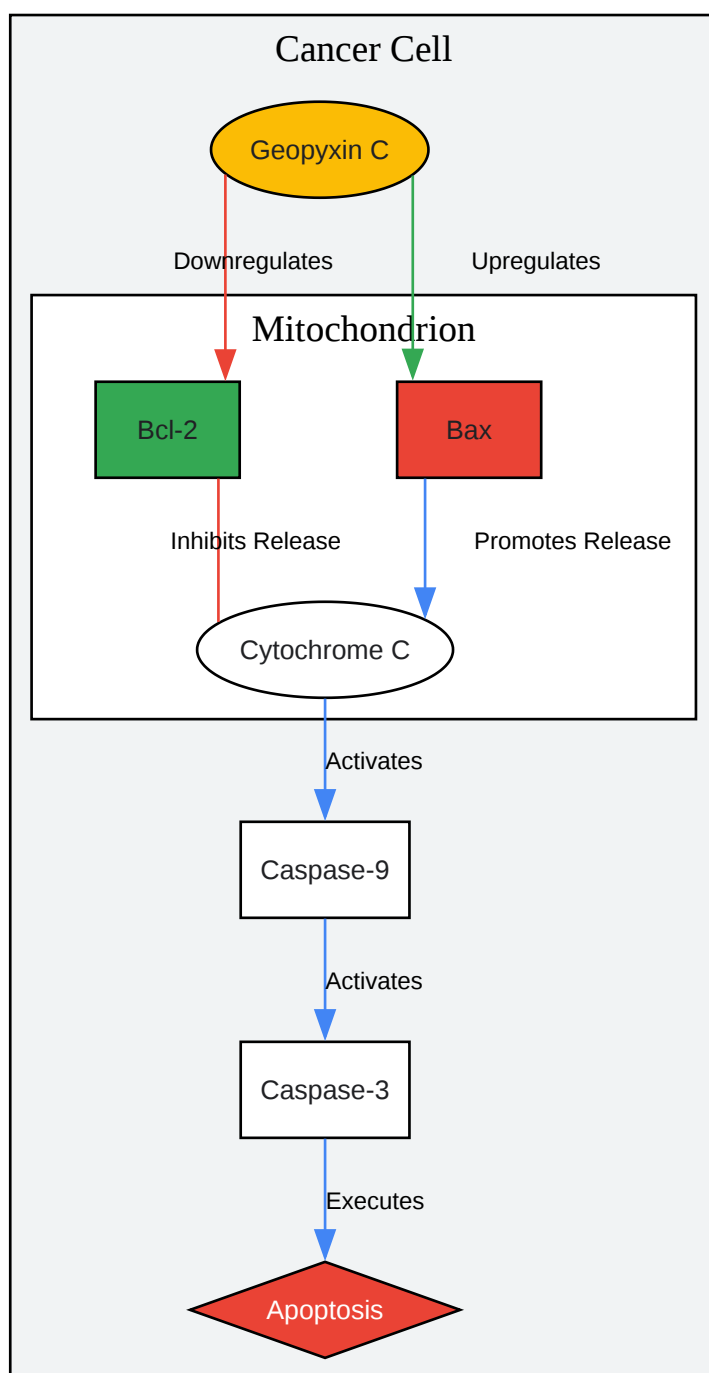 Cancer Cell
Geopyxin C
Downregulates
Upregulates
Mitochondrion
Bcl-2
Bax
Inhibits Release
Promotes Release
Cytochrome C
Activates
Caspase-9
Activates
Caspase-3
Executes
Apoptosis